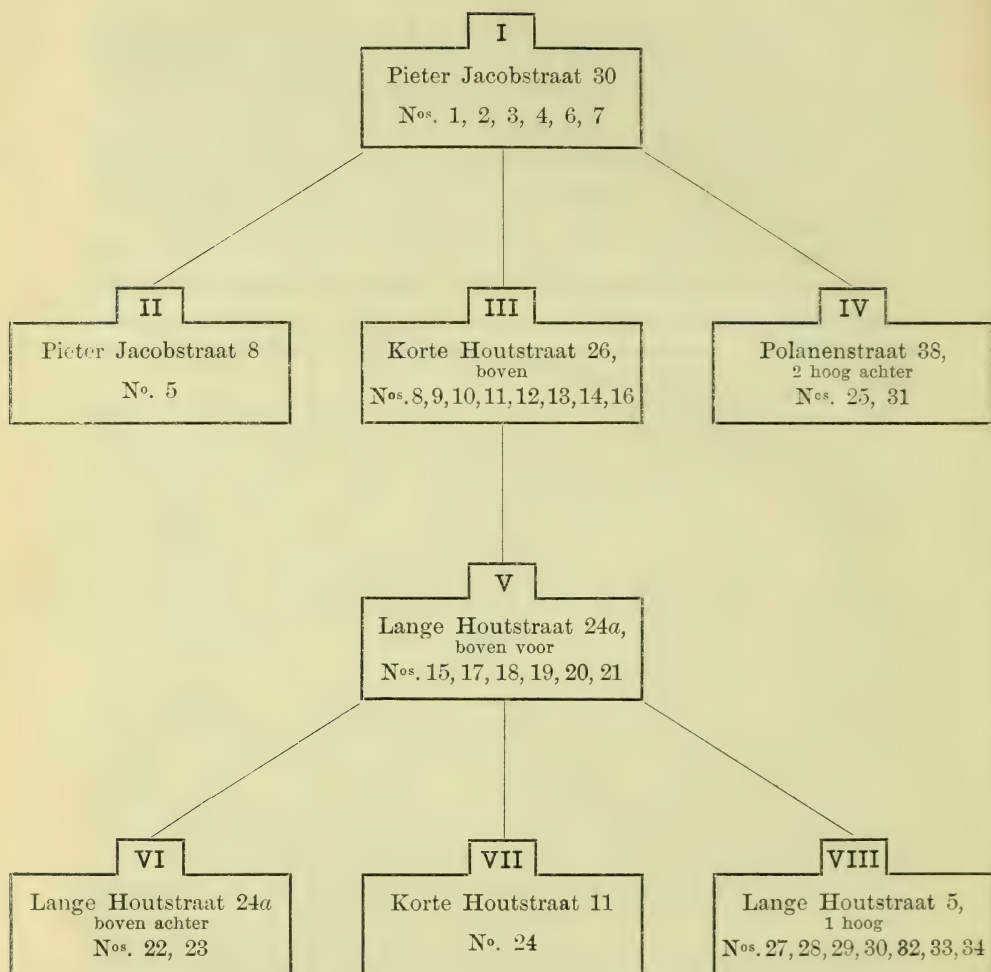 I
Pieter Jacobstraat 30
Nos. 1, 2, 3, 4, 6, 7
II
Pieter Jacobstraat 8
No. 5
III
Korte Houtstraat 26,
boven
Nos. 8, 9, 10, 11, 12, 13, 14, 16
IV
Polanenstraat 38,
2 hoog achter
Nos. 25, 31
V
Lange Houtstraat 24a,
boven voor
Nos. 15, 17, 18, 19, 20, 21
VI
Lange Houtstraat 24a
boven achter
Nos. 22, 23
VII
Korte Houtstraat 11
No. 24
VIII
Lange Houtstraat 5,
1 hoog
Nos. 27, 28, 29, 30, 32, 33, 34